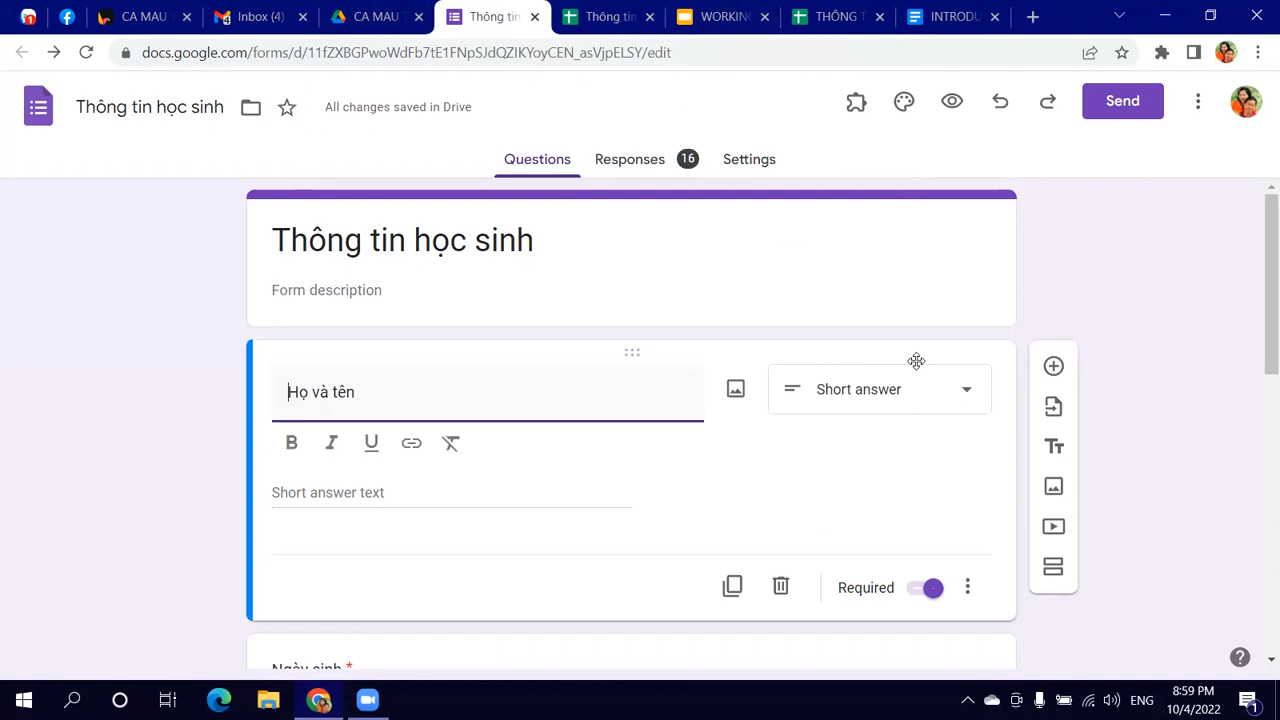 CA MAU
Inbox (4)
CA MAU T
Thông tin
Thông tin
WORKING
THÔNG T
INTRODU
docs.google.com/forms/d/11fZXBGPwoWdFb7tE1FNpSJdQZIKYoyCEN_asVjpELSY/edit
Thông tin học sinh
All changes saved in Drive
Send
Questions
Responses 16
Settings
Thông tin học sinh
Form description
Họ và tên
Short answer
B I U
Short answer text
Required
Ngày sinh *
ENG
8:59 PM
10/4/2022
1